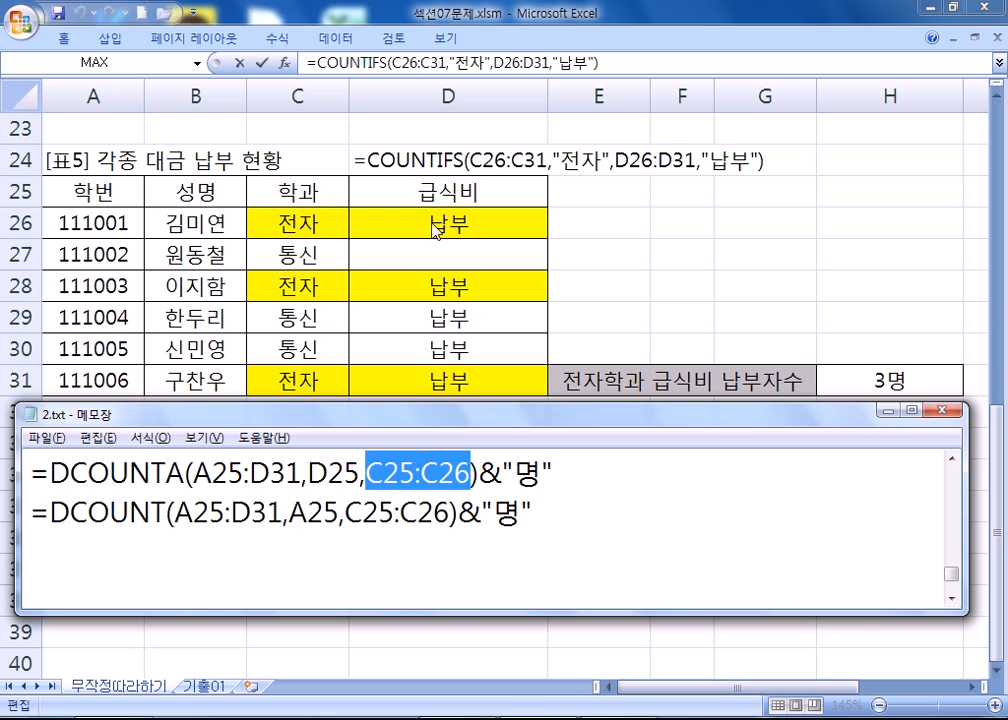 섹션07문제.xlsm - Microsoft Excel
홈 삽입 페이지 레이아웃 수식 데이터 검토 보기
MAX =COUNTIFS(C26:C31,"전자",D26:D31,"납부")
A B C D E F G H
23
24 [표5] 각종 대금 납부 현황 =COUNTIFS(C26:C31,"전자",D26:D31,"납부")
25 학번 성명 학과 급식비
26 111001 김미연 전자 납부
27 111002 원동철 통신
28 111003 이지함 전자 납부
29 111004 한두리 통신 납부
30 111005 신민영 통신 납부
31 111006 구찬우 전자 납부 전자학과 급식비 납부자수 3명
2.txt - 메모장
파일(F) 편집(E) 서식(O) 보기(V) 도움말(H)
=DCOUNTA(A25:D31,D25,C25:C26)&"명"
=DCOUNT(A25:D31,A25,C25:C26)&"명"
39
40
무작정따라하기 기출01
편집 145%